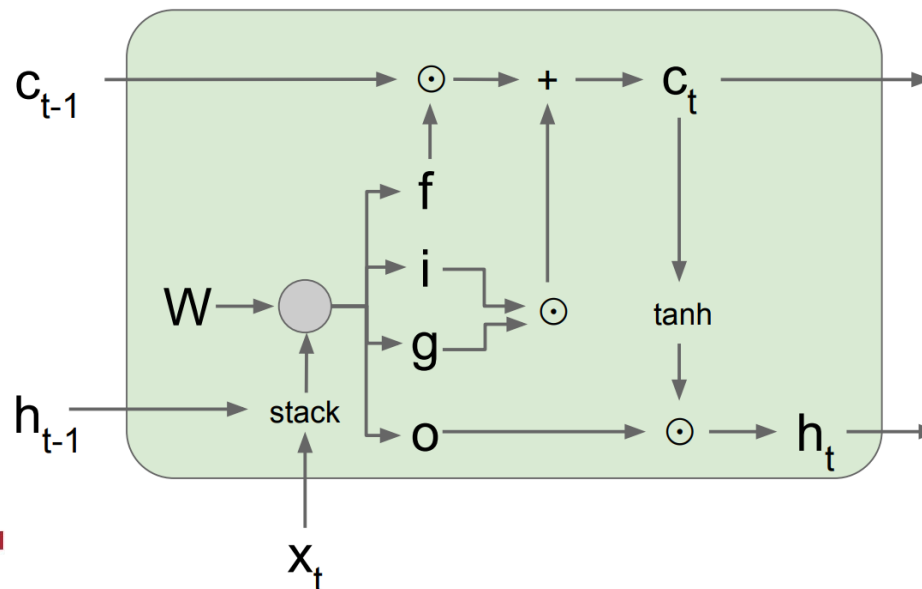 c_{t-1} ⊙ + c_t
f
i
W ⊙ tanh
g
h_{t-1} stack o ⊙ h_t
x_t